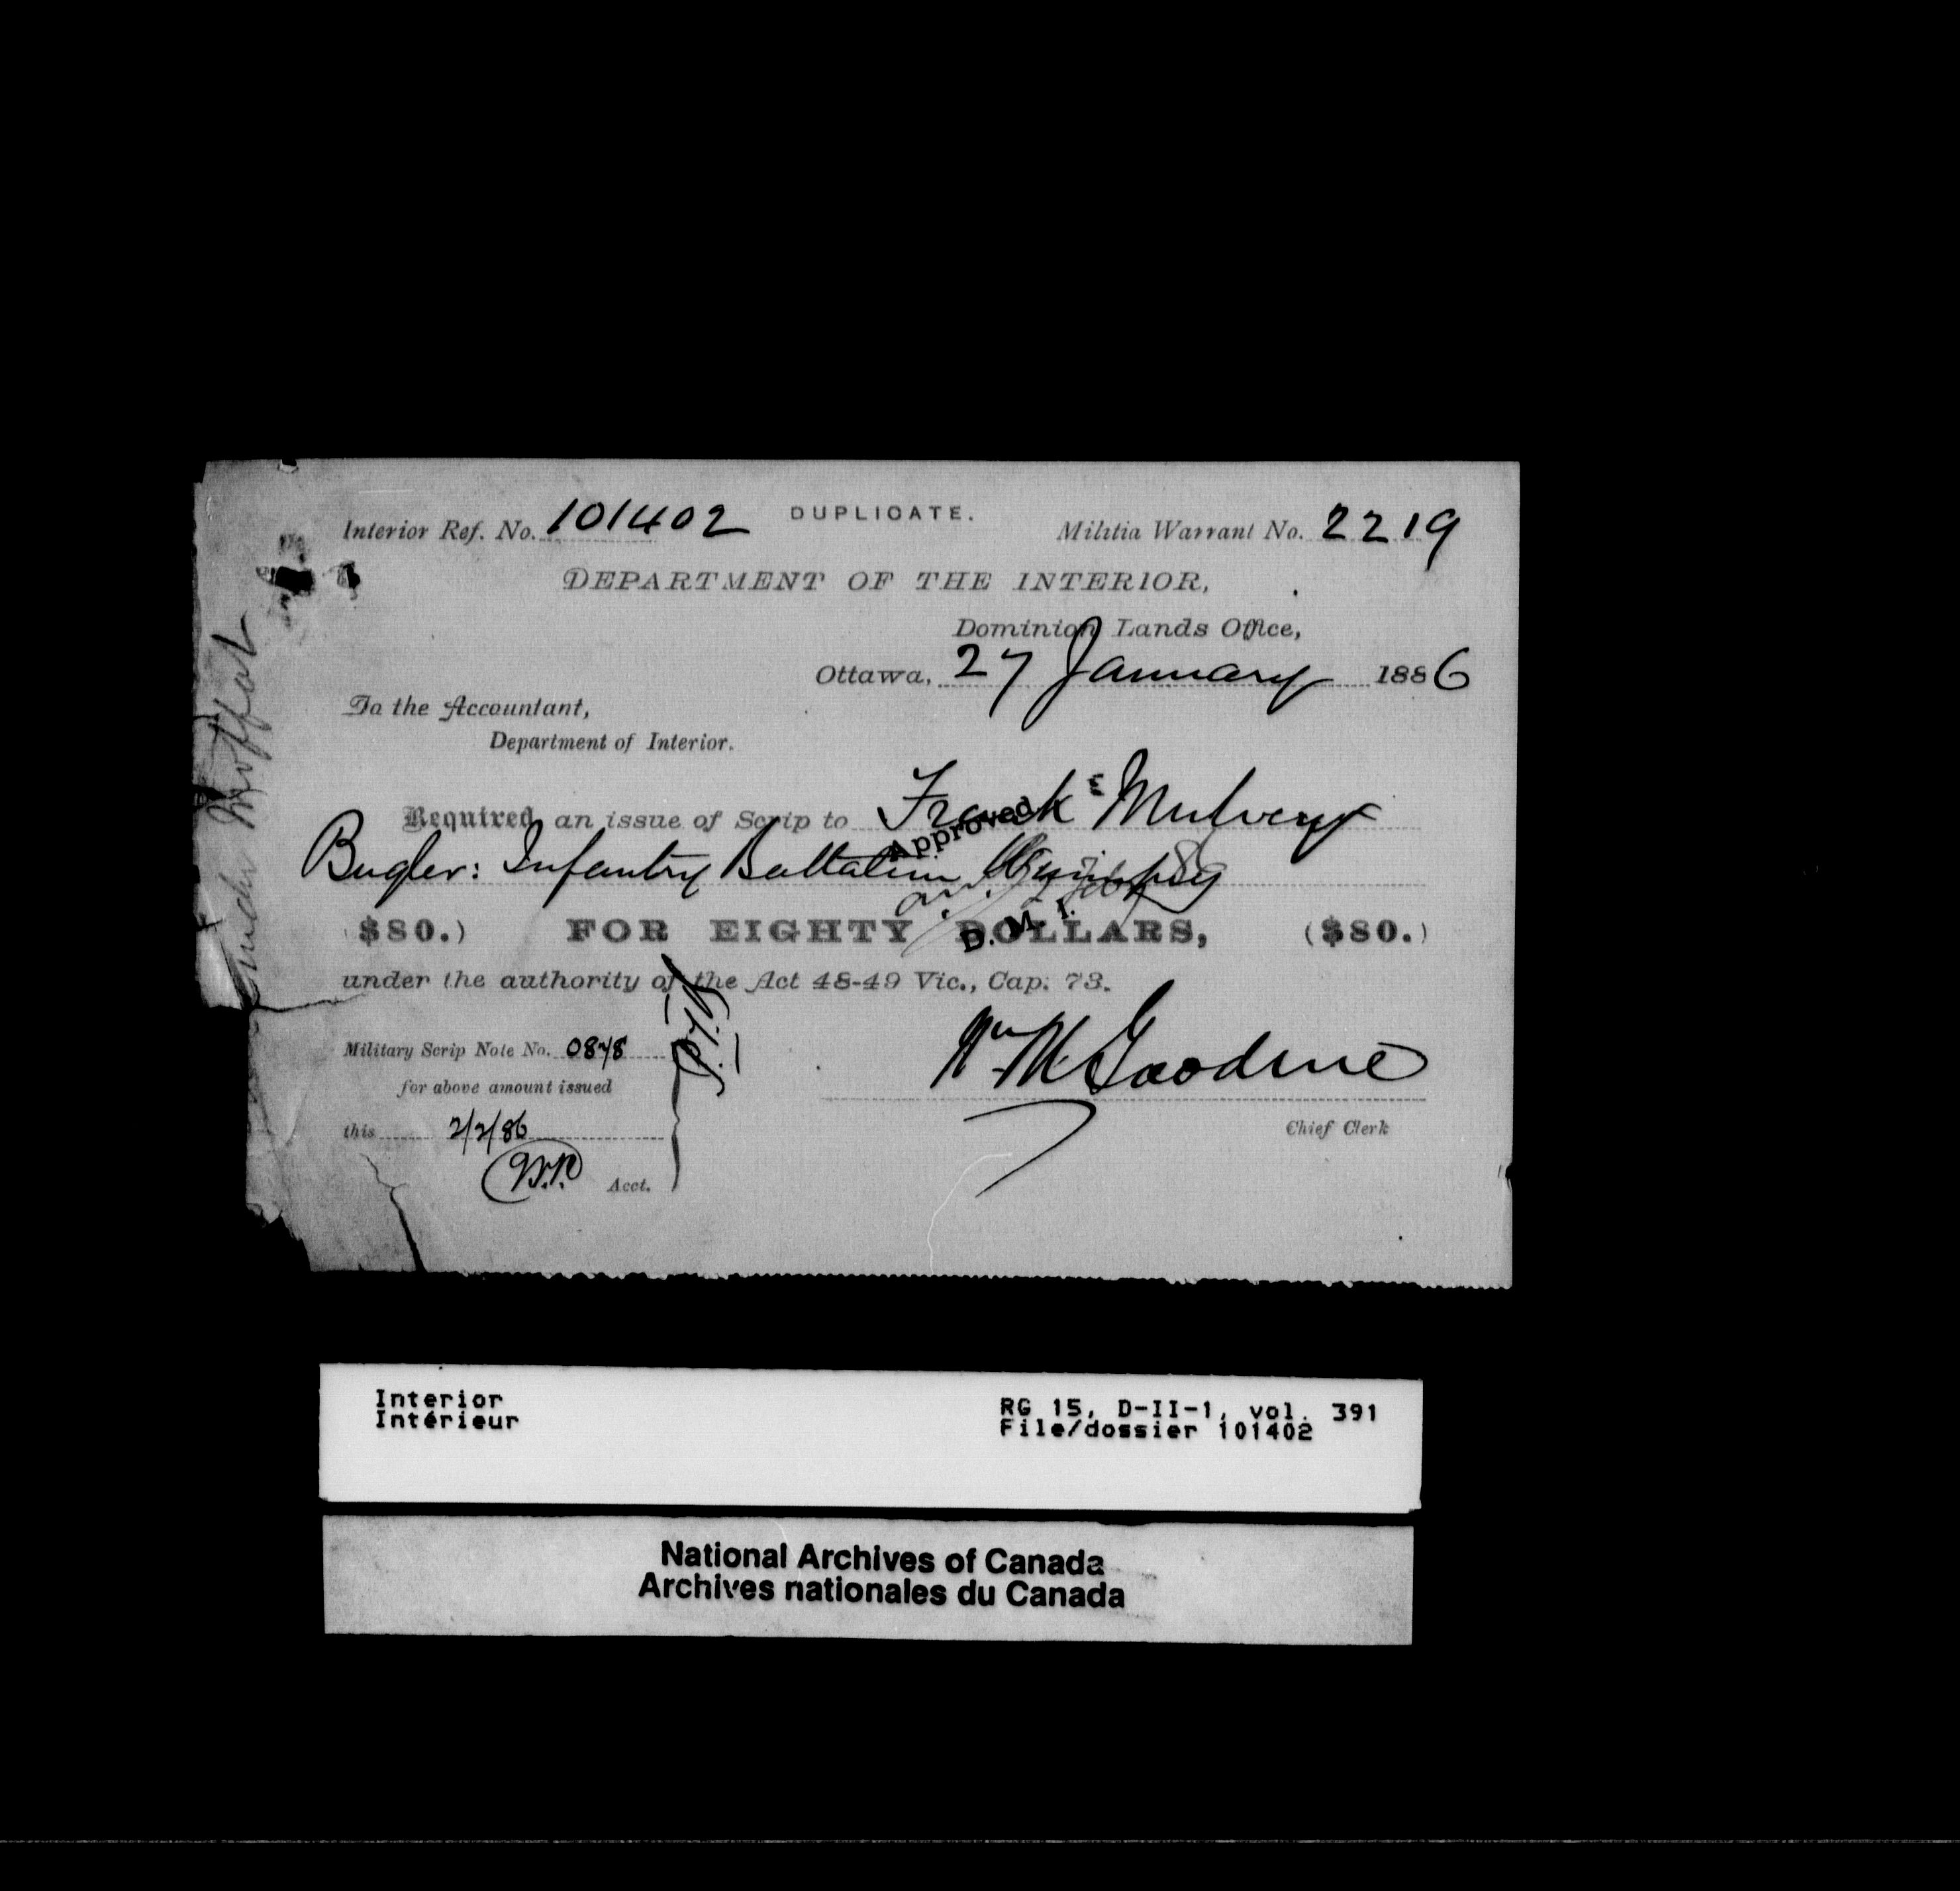 Interior Ref. No. 101402 DUPLICATE. Militia Warrant No. 2219
DEPARTMENT OF THE INTERIOR,
Dominion Lands Office,
Ottawa, 27 January 1886
To the Accountant,
Department of Interior.
Required, an issue of Scrip to Frank Mulvey
Bugler: Infantry Battalion Winnipeg
Approved
D. M. I.
$80.) FOR EIGHTY DOLLARS, ($80.)
under the authority of the Act 48-49 Vic., Cap. 73.
Military Scrip Note No. 0878
for above amount issued
this 2/2/86
Acct.
Chief Clerk
Moffat
Interior
Intérieur
RG 15, D-II-1, vol. 391
File/dossier 101402
National Archives of Canada
Archives nationales du Canada